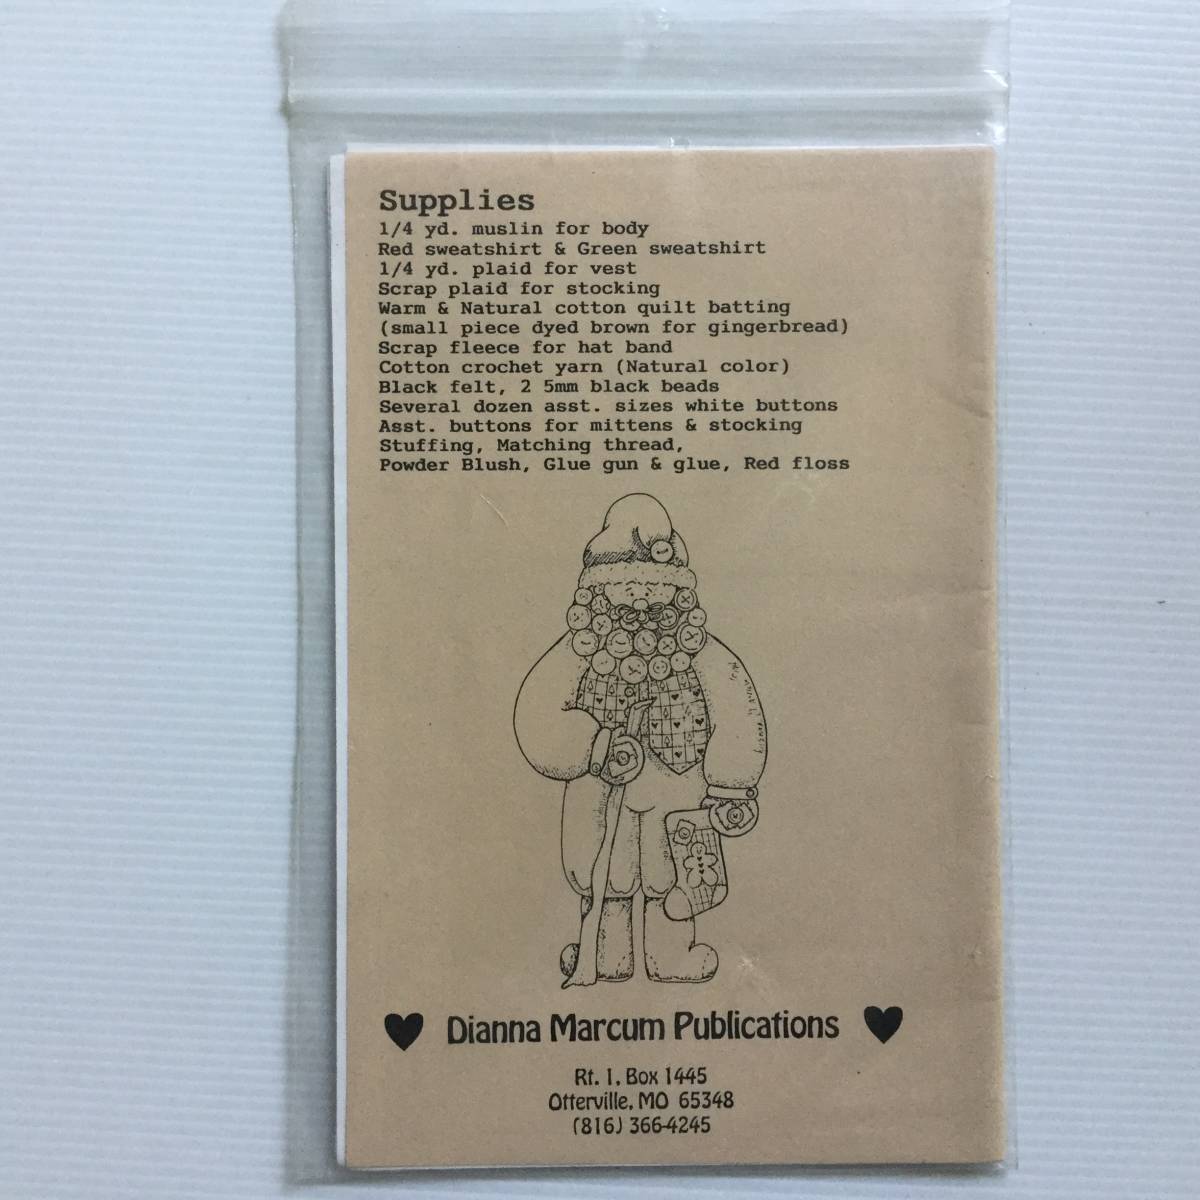 Supplies
1/4 yd. muslin for body
Red sweatshirt & Green sweatshirt
1/4 yd. plaid for vest
Scrap plaid for stocking
Warm & Natural cotton quilt batting
(small piece dyed brown for gingerbread)
Scrap fleece for hat band
Cotton crochet yarn (Natural color)
Black felt, 2 5mm black beads
Several dozen asst. sizes white buttons
Asst. buttons for mittens & stocking
Stuffing, Matching thread,
Powder Blush, Glue gun & glue, Red floss
Dianna Marcum Publications
Rt. 1, Box 1445
Otterville, MO 65348
(816) 366-4245